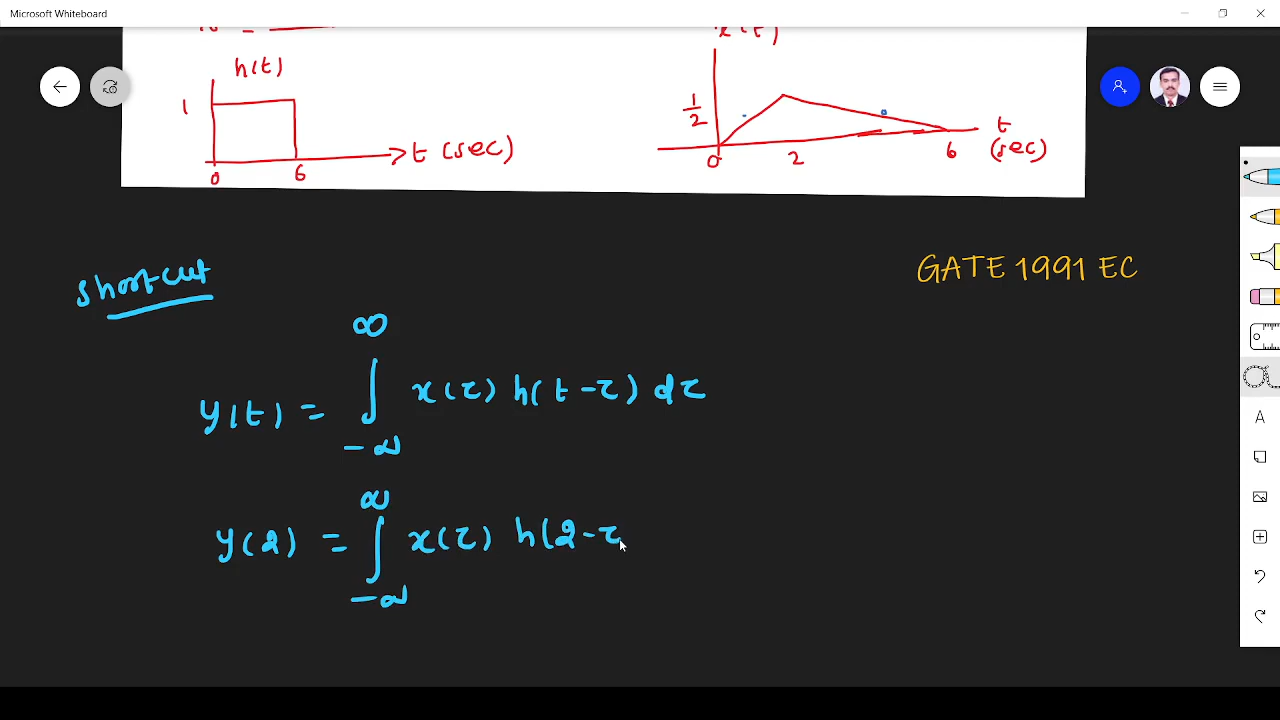 Microsoft Whiteboard
h(t)
1
0
6
t (sec)
1/2
0
2
6
t
(sec)
shortcut
GATE 1991 EC
∞
y(t) = ∫ x(τ) h(t-τ) dτ
-∞
∞
y(2) = ∫ x(τ) h(2-τ
-∞
A